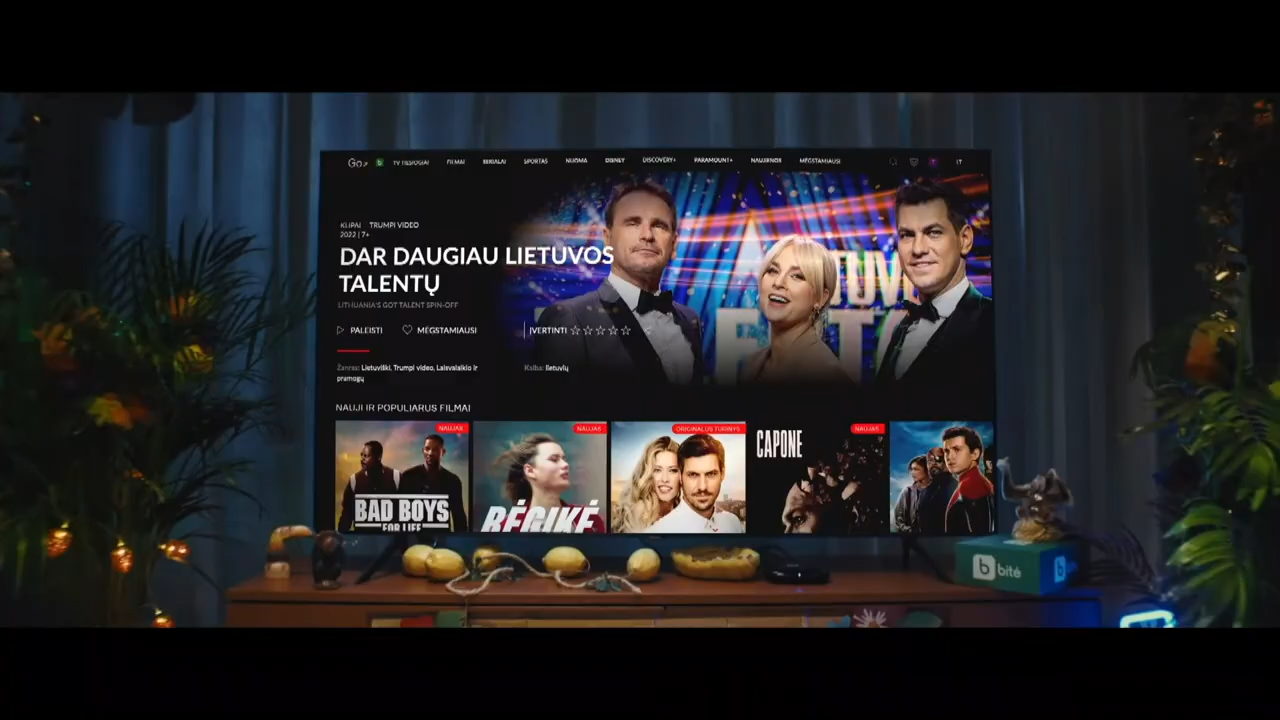 Go3 b TV TIESIOGIAI FILMAI SERIALAI SPORTAS NUOMA DISNEY DISCOVERY+ PARAMOUNT+ NAUJIENOS MĖGSTAMIAUSI LT
KLIPAI TRUMPI VIDEO
2022 | 7+
DAR DAUGIAU LIETUVOS
TALENTŲ
LITHUANIA'S GOT TALENT SPIN-OFF
PALEISTI MĖGSTAMIAUSI ĮVERTINTI
Žanras: Lietuviški, Trumpi video, Laisvalaikio ir
pramogų
Kalba: lietuvių
NAUJI IR POPULIARŪS FILMAI
NAUJAS NAUJAS ORIGINALUS TURINYS NAUJAS
CAPONE
BAD BOYS
FOR LIFE
BĖGIKĖ
b bitė